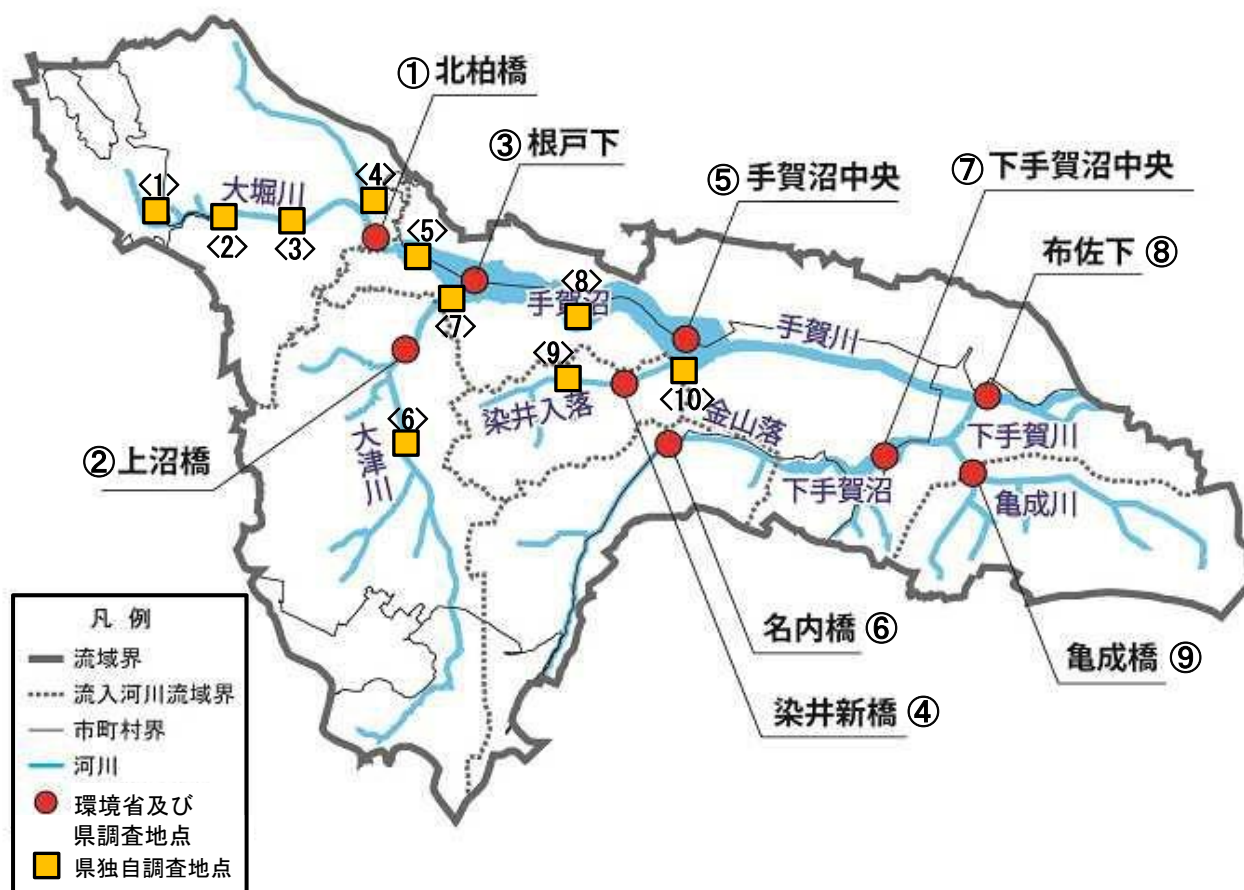 ① 北柏橋
③ 根戸下
⑤ 手賀沼中央
⑦ 下手賀沼中央
布佐下 ⑧
<1>
大堀川
<4>
<2>
<3>
<5>
<8>
手賀沼
手賀川
<7>
<9>
染井入落
<10>
金山落
下手賀川
② 上沼橋
大津川
<6>
下手賀沼
亀成川
名内橋 ⑥
亀成橋 ⑨
染井新橋 ④
凡 例
流域界
流入河川流域界
市町村界
河川
環境省及び
県調査地点
県独自調査地点